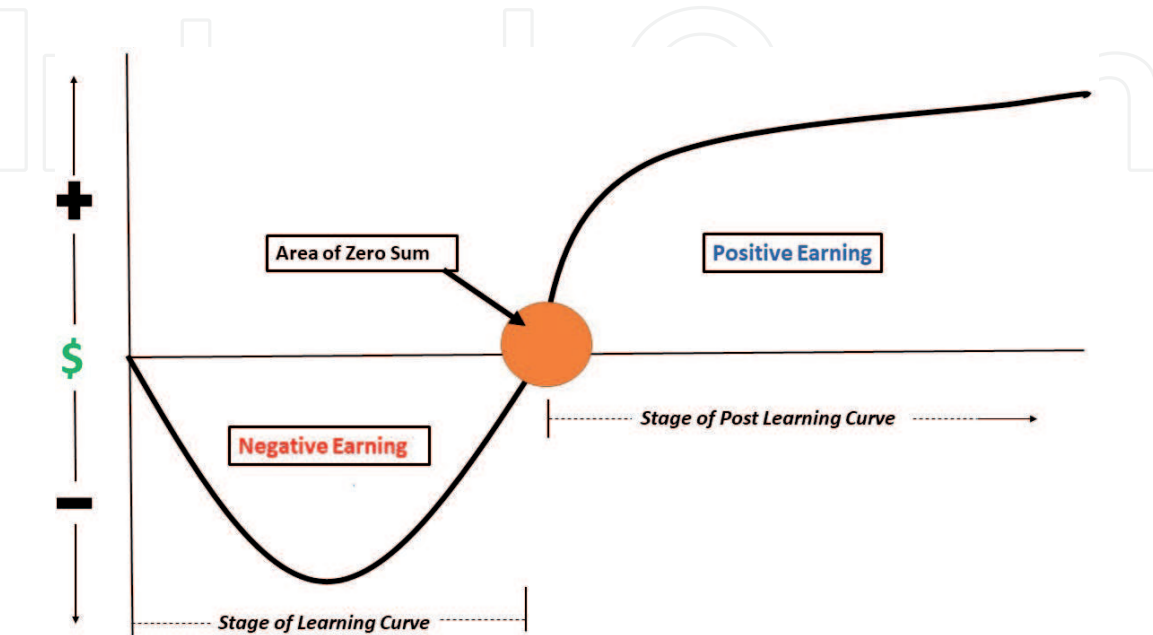 +
Area of Zero Sum
Positive Earning
$
Stage of Post Learning Curve
Negative Earning
−
Stage of Learning Curve